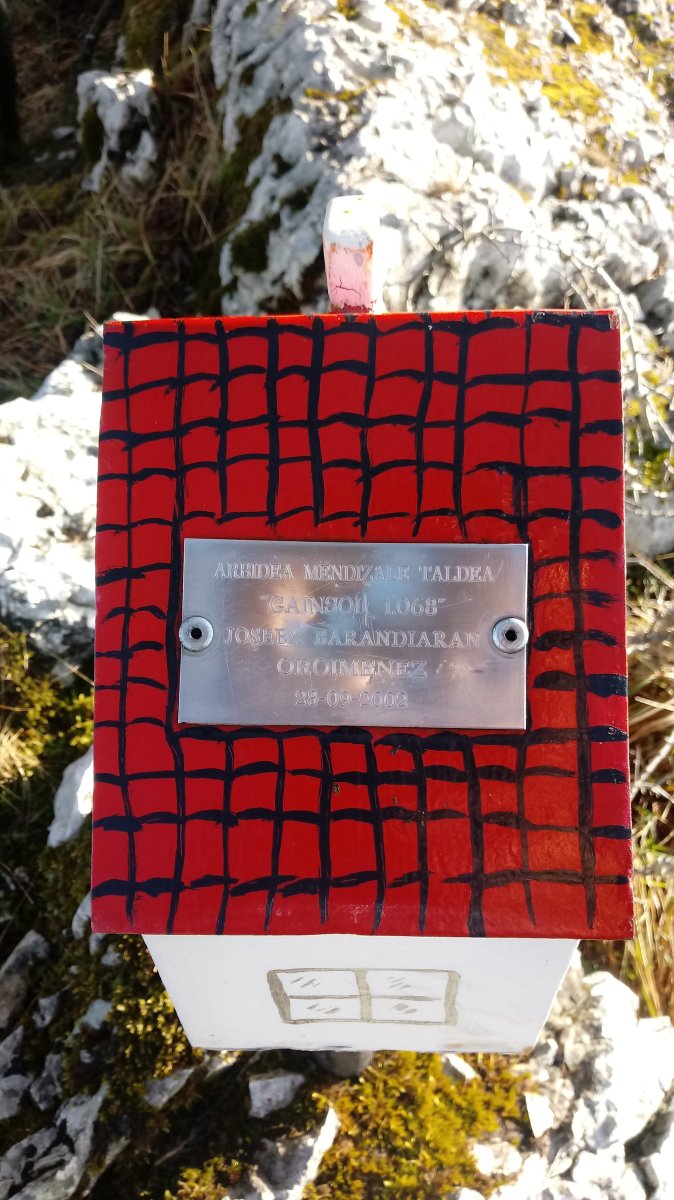 ARBIDEA MENDIZALE TALDEA
"GAINSOIL 1.068"
JOSEBA BARANDIARAN
OROIMENEZ
28-09-2002